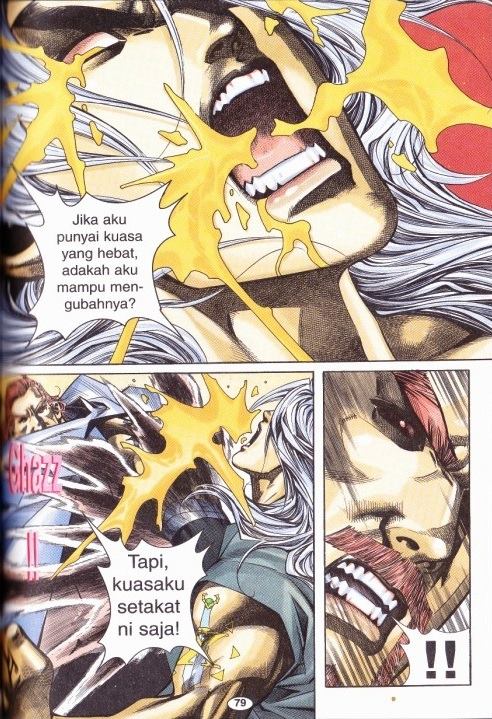 Jika aku
punyai kuasa
yang hebat,
adakah aku
mampu men-
gubahnya?
Chazz
!!
Tapi,
kuasaku
setakat
ni saja!
!!
79